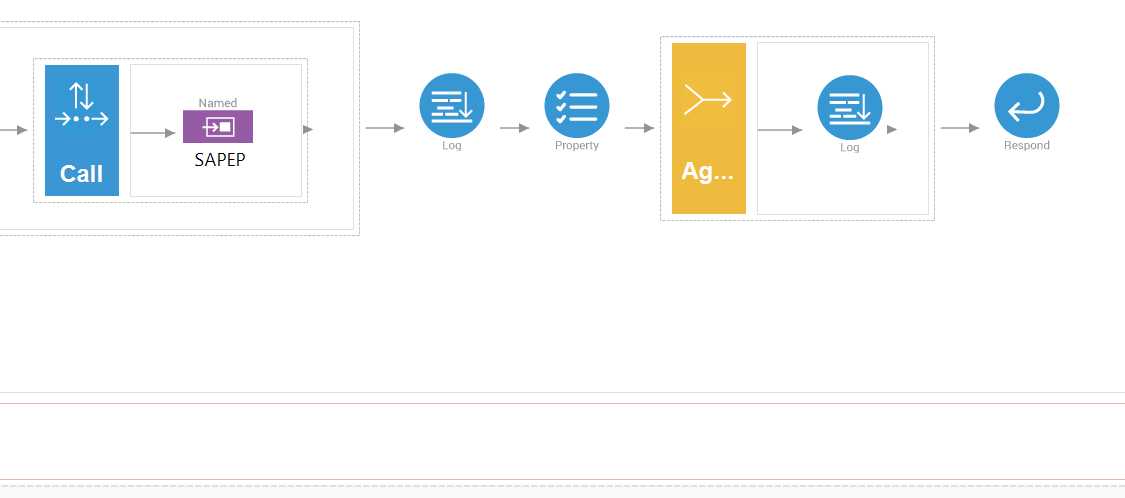 Named
Call
SAPEP
Log
Property
Ag...
Log
Respond